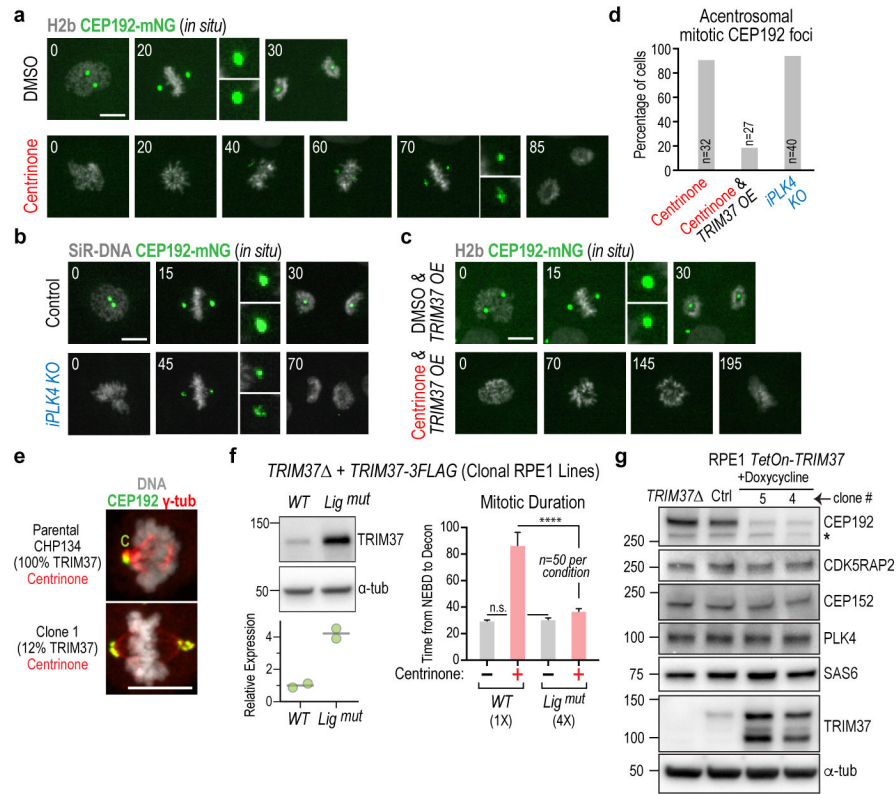 a
H2b CEP192-mNG (in situ)
DMSO
0
20
30
Centrinone
0
20
40
60
70
85
b
SiR-DNA CEP192-mNG (in situ)
Control
0
15
30
iPLK4 KO
0
45
70
c
H2b CEP192-mNG (in situ)
DMSO &
TRIM37 OE
0
15
30
Centrinone &
TRIM37 OE
0
70
145
195
d
Acentrosomal
mitotic CEP192 foci
Percentage of cells
100
80
60
40
20
0
n=32
n=27
n=40
Centrinone
Centrinone &
TRIM37 OE
iPLK4
KO
e
DNA
CEP192 γ-tub
Parental
CHP134
(100% TRIM37)
Centrinone
C
Clone 1
(12% TRIM37)
Centrinone
f
TRIM37Δ + TRIM37-3FLAG (Clonal RPE1 Lines)
WT Lig mut
150
TRIM37
50
α-tub
Relative Expression
4
2
0
WT Lig mut
Mitotic Duration
Time from NEBD to Decon
100
80
60
40
20
0
n.s.
****
n=50 per
condition
Centrinone: – + – +
WT
(1X)
Lig mut
(4X)
g
RPE1 TetOn-TRIM37
+Doxycycline
TRIM37Δ Ctrl 5 4 ← clone #
CEP192
250 *
250 CDK5RAP2
250 CEP152
100 PLK4
75 SAS6
150
TRIM37
100
50 α-tub